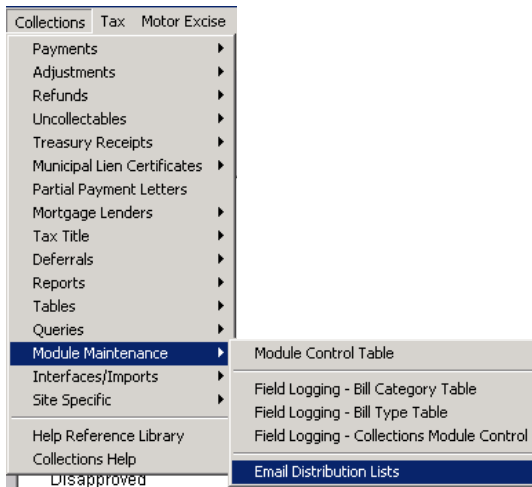 Collections Tax Motor Excise
Payments
Adjustments
Refunds
Uncollectables
Treasury Receipts
Municipal Lien Certificates
Partial Payment Letters
Mortgage Lenders
Tax Title
Deferrals
Reports
Tables
Queries
Module Maintenance
Interfaces/Imports
Site Specific
Help Reference Library
Collections Help
Disapproved
Module Control Table
Field Logging - Bill Category Table
Field Logging - Bill Type Table
Field Logging - Collections Module Control
Email Distribution Lists